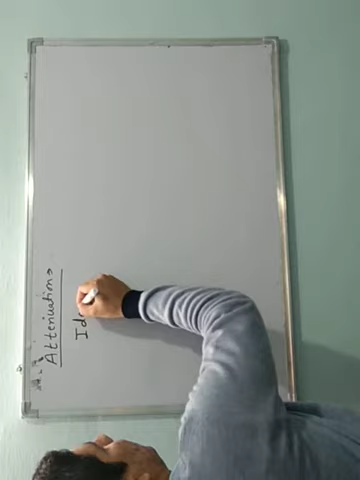 Attenuation →
Id